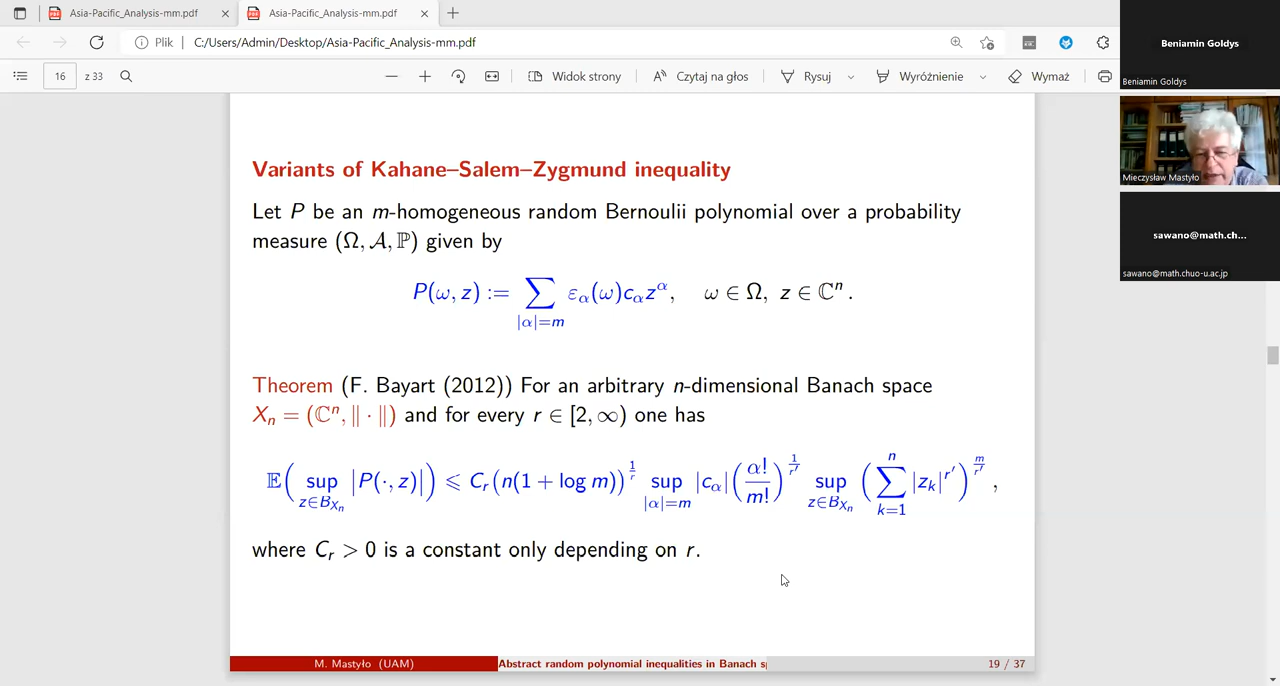 Asia-Pacific_Analysis-mm.pdf
Asia-Pacific_Analysis-mm.pdf
Plik C:/Users/Admin/Desktop/Asia-Pacific_Analysis-mm.pdf
16 z 33 Widok strony Czytaj na głos Rysuj Wyróżnienie Wymaż
Beniamin Goldys
Beniamin Goldys
Mieczysław Mastyło
sawano@math.ch...
sawano@math.chuo-u.ac.jp
Variants of Kahane–Salem–Zygmund inequality
Let P be an m-homogeneous random Bernoulii polynomial over a probability
measure (Ω, 𝒜, ℙ) given by
P(ω, z) := ∑_{|α|=m} ε_α(ω)c_α z^α, ω ∈ Ω, z ∈ ℂ^n.
Theorem (F. Bayart (2012)) For an arbitrary n-dimensional Banach space
X_n = (ℂ^n, ‖ · ‖) and for every r ∈ [2, ∞) one has
𝔼( sup_{z∈B_{X_n}} |P(·, z)| ) ⩽ C_r(n(1 + log m))^{1/r} sup_{|α|=m} |c_α| (α!/m!)^{1/r′} sup_{z∈B_{X_n}} ( ∑_{k=1}^{n} |z_k|^{r′} )^{m/r′},
where C_r > 0 is a constant only depending on r.
M. Mastyło (UAM) Abstract random polynomial inequalities in Banach sp 19 / 37